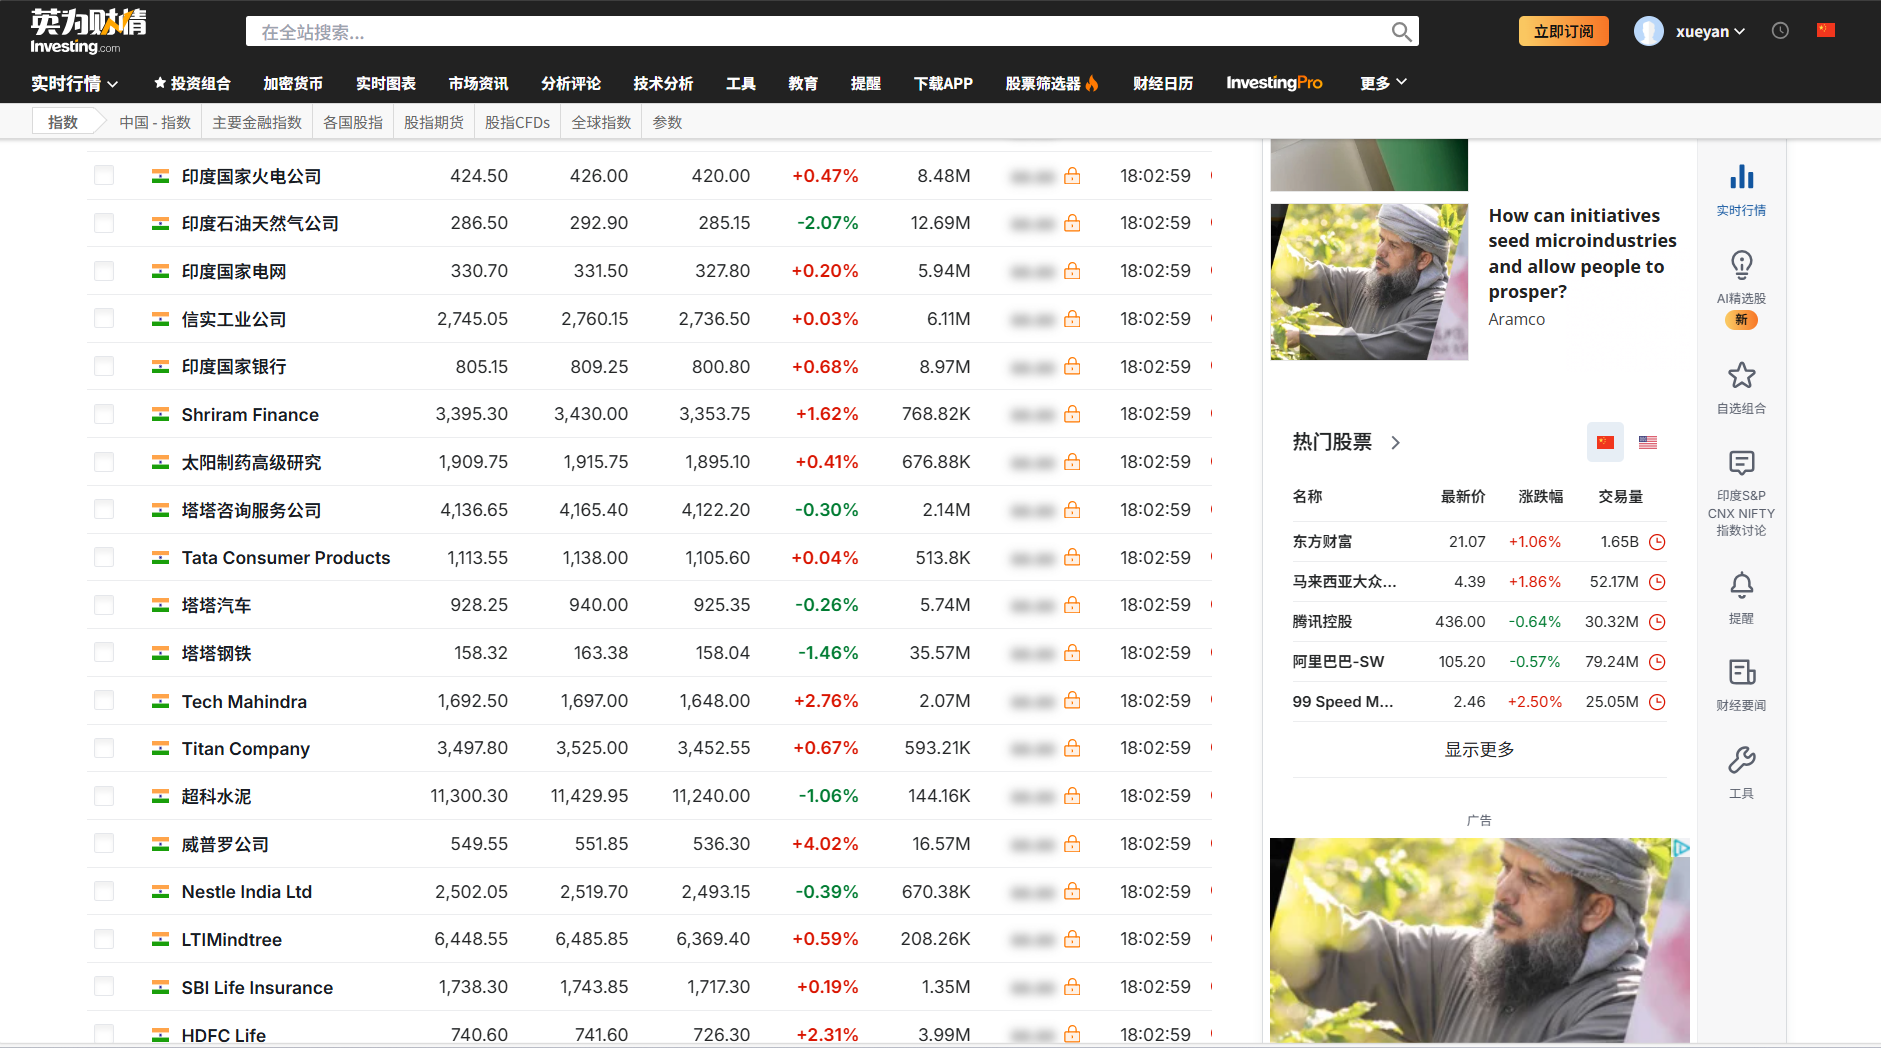 英为财情
Investing.com
在全站搜索...
立即订阅
xueyan
实时行情
投资组合
加密货币
实时图表
市场资讯
分析评论
技术分析
工具
教育
提醒
下载APP
股票筛选器
财经日历
InvestingPro
更多
指数
中国 - 指数
主要金融指数
各国股指
股指期货
股指CFDs
全球指数
参数
印度国家火电公司 424.50 426.00 420.00 +0.47% 8.48M 18:02:59
印度石油天然气公司 286.50 292.90 285.15 -2.07% 12.69M 18:02:59
印度国家电网 330.70 331.50 327.80 +0.20% 5.94M 18:02:59
信实工业公司 2,745.05 2,760.15 2,736.50 +0.03% 6.11M 18:02:59
印度国家银行 805.15 809.25 800.80 +0.68% 8.97M 18:02:59
Shriram Finance 3,395.30 3,430.00 3,353.75 +1.62% 768.82K 18:02:59
太阳制药高级研究 1,909.75 1,915.75 1,895.10 +0.41% 676.88K 18:02:59
塔塔咨询服务公司 4,136.65 4,165.40 4,122.20 -0.30% 2.14M 18:02:59
Tata Consumer Products 1,113.55 1,138.00 1,105.60 +0.04% 513.8K 18:02:59
塔塔汽车 928.25 940.00 925.35 -0.26% 5.74M 18:02:59
塔塔钢铁 158.32 163.38 158.04 -1.46% 35.57M 18:02:59
Tech Mahindra 1,692.50 1,697.00 1,648.00 +2.76% 2.07M 18:02:59
Titan Company 3,497.80 3,525.00 3,452.55 +0.67% 593.21K 18:02:59
超科水泥 11,300.30 11,429.95 11,240.00 -1.06% 144.16K 18:02:59
威普罗公司 549.55 551.85 536.30 +4.02% 16.57M 18:02:59
Nestle India Ltd 2,502.05 2,519.70 2,493.15 -0.39% 670.38K 18:02:59
LTIMindtree 6,448.55 6,485.85 6,369.40 +0.59% 208.26K 18:02:59
SBI Life Insurance 1,738.30 1,743.85 1,717.30 +0.19% 1.35M 18:02:59
HDFC Life 740.60 741.60 726.30 +2.31% 3.99M 18:02:59
How can initiatives
seed microindustries
and allow people to
prosper?
Aramco
热门股票
名称 最新价 涨跌幅 交易量
东方财富 21.07 +1.06% 1.65B
马来西亚大众... 4.39 +1.86% 52.17M
腾讯控股 436.00 -0.64% 30.32M
阿里巴巴-SW 105.20 -0.57% 79.24M
99 Speed M... 2.46 +2.50% 25.05M
显示更多
广告
实时行情
AI精选股
新
自选组合
印度S&P
CNX NIFTY
指数讨论
提醒
财经要闻
工具